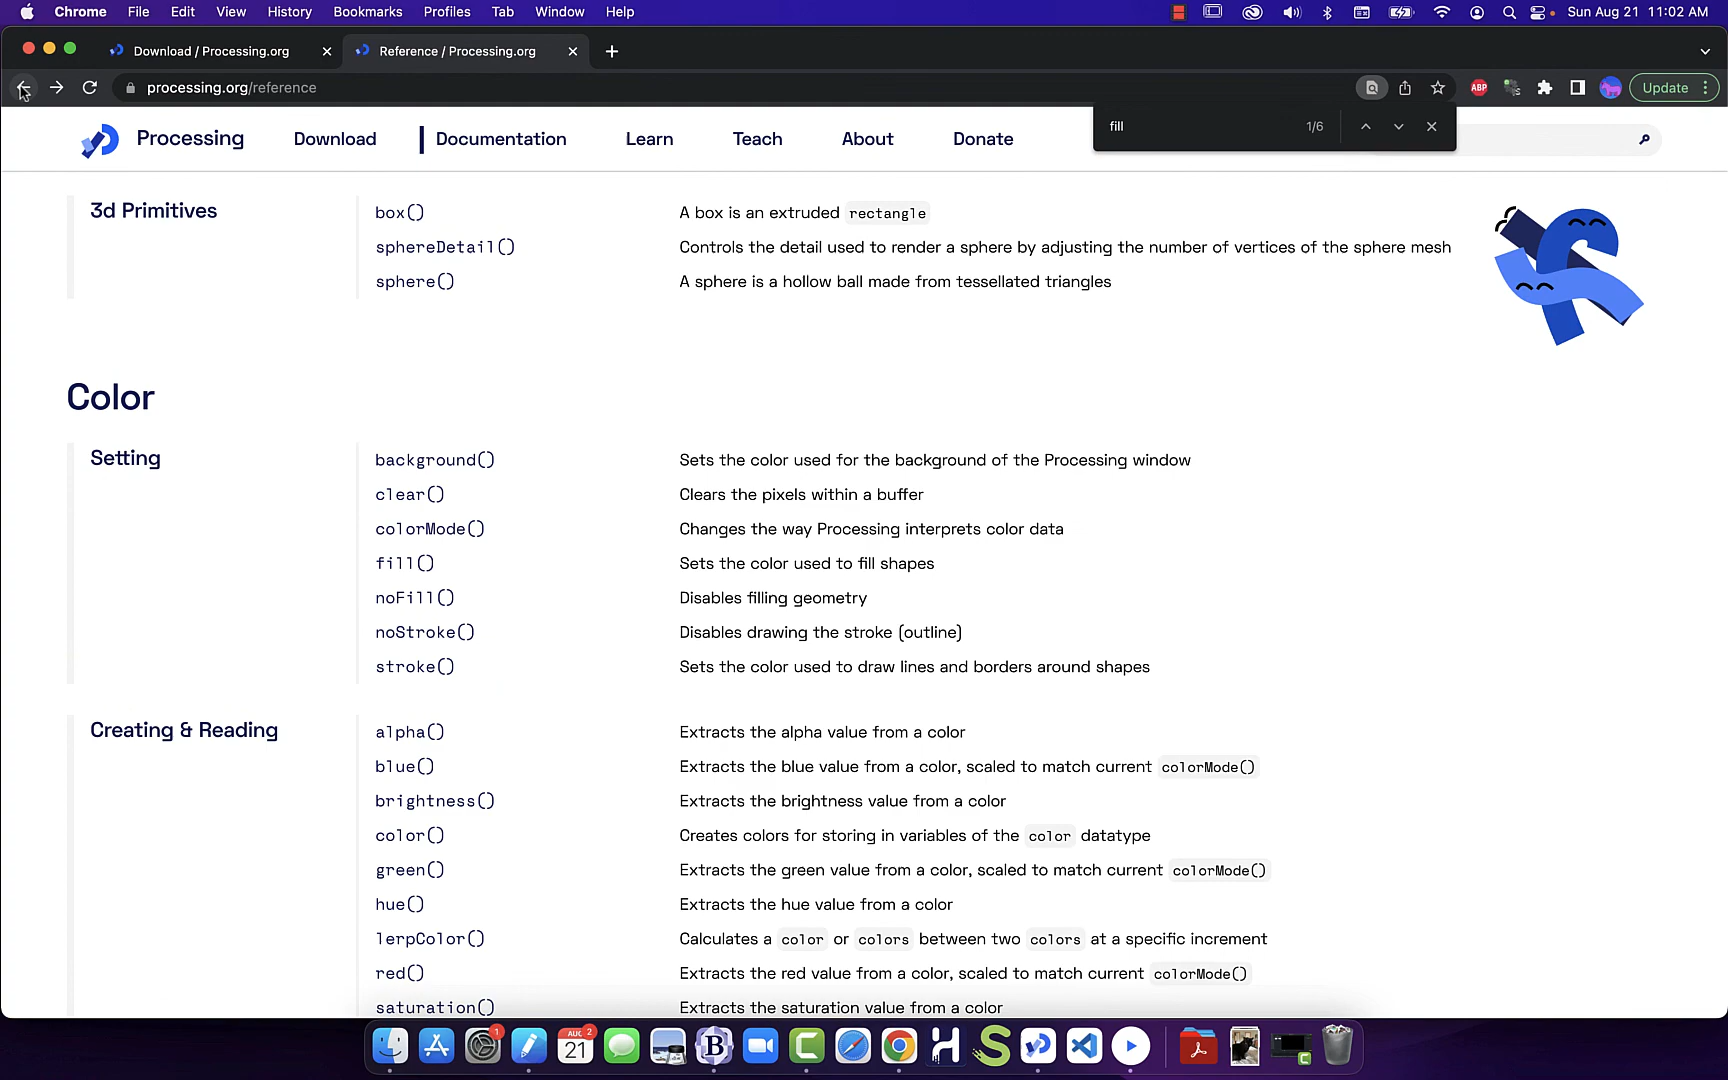 Chrome File Edit View History Bookmarks Profiles Tab Window Help Sun Aug 21 11:02 AM
Download / Processing.org Reference / Processing.org
processing.org/reference ABP Update
fill 1/6
Processing Download Documentation Learn Teach About Donate
3d Primitives box() A box is an extruded rectangle
sphereDetail() Controls the detail used to render a sphere by adjusting the number of vertices of the sphere mesh
sphere() A sphere is a hollow ball made from tessellated triangles
Color
Setting background() Sets the color used for the background of the Processing window
clear() Clears the pixels within a buffer
colorMode() Changes the way Processing interprets color data
fill() Sets the color used to fill shapes
noFill() Disables filling geometry
noStroke() Disables drawing the stroke (outline)
stroke() Sets the color used to draw lines and borders around shapes
Creating & Reading alpha() Extracts the alpha value from a color
blue() Extracts the blue value from a color, scaled to match current colorMode()
brightness() Extracts the brightness value from a color
color() Creates colors for storing in variables of the color datatype
green() Extracts the green value from a color, scaled to match current colorMode()
hue() Extracts the hue value from a color
lerpColor() Calculates a color or colors between two colors at a specific increment
red() Extracts the red value from a color, scaled to match current colorMode()
saturation() Extracts the saturation value from a color
1 AUG 2 21 B